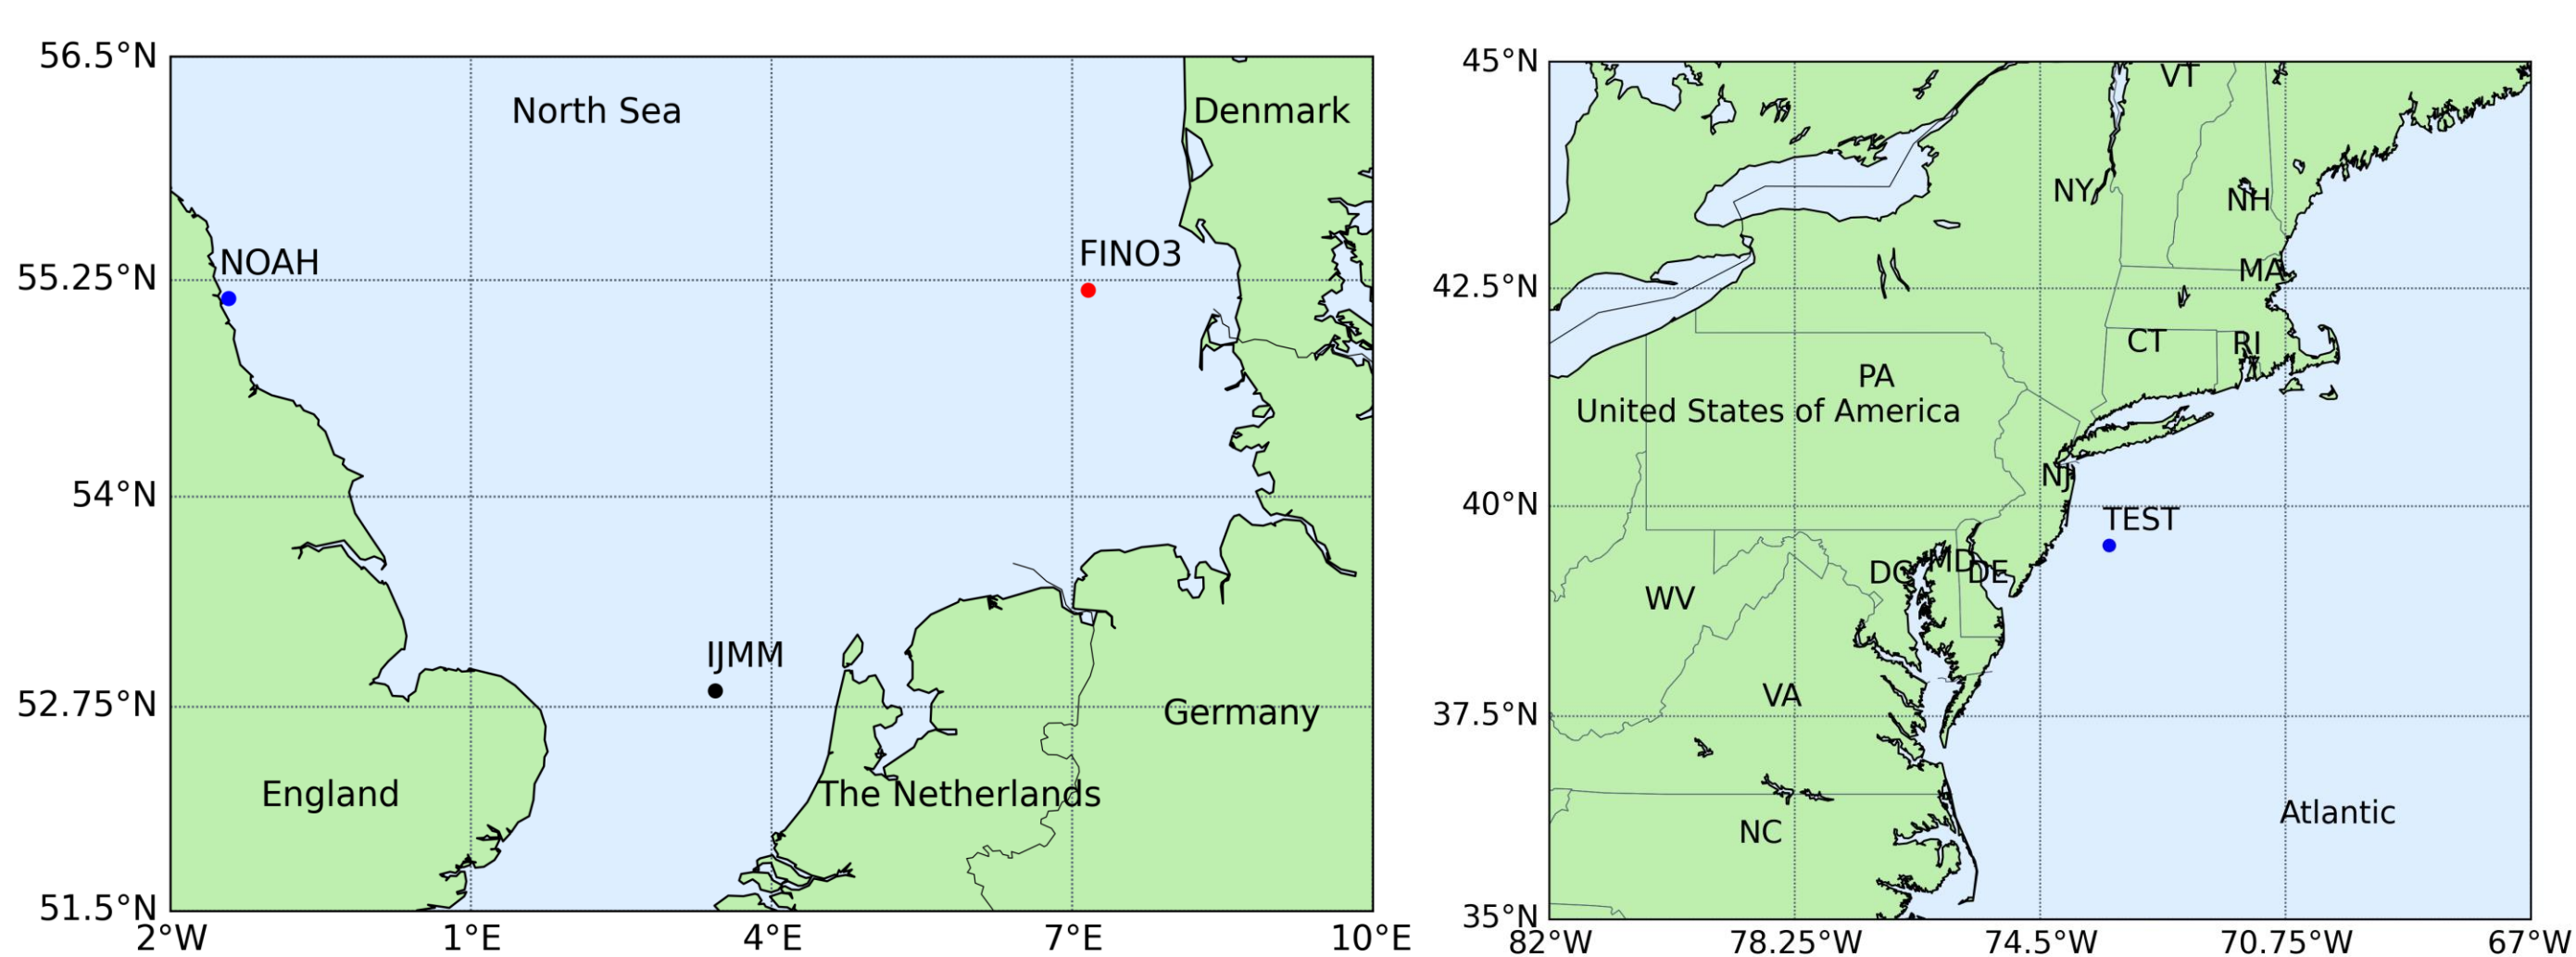 56.5°N
North Sea
Denmark
NOAH
FINO3
55.25°N
54°N
IJMM
52.75°N
Germany
England
The Netherlands
51.5°N
2°W
1°E
4°E
7°E
10°E
45°N
VT
NY
NH
MA
42.5°N
CT
RI
PA
United States of America
NJ
40°N
TEST
MD
DC
DE
WV
VA
37.5°N
Atlantic
NC
35°N
82°W
78.25°W
74.5°W
70.75°W
67°W